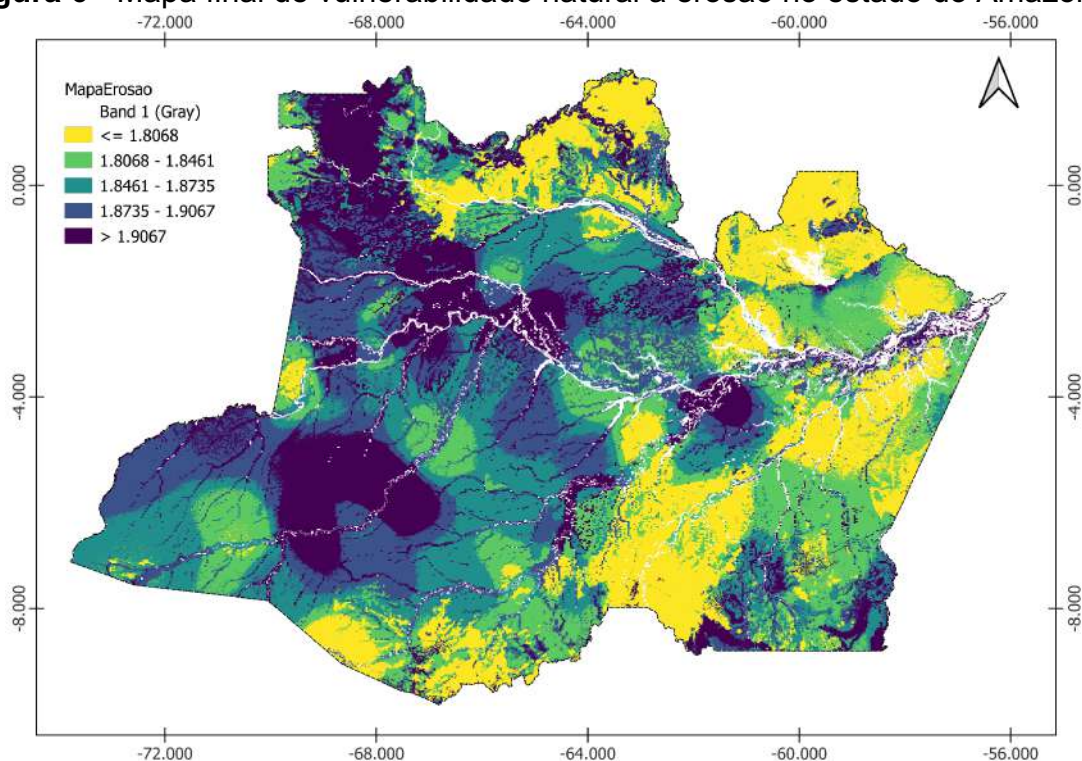 Mapa final de vulnerabilidade natural à erosão no estado do
-72.000 -68.000 -64.000 -60.000 -56.000
MapaErosao
Band 1 (Gray)
<= 1.8068
1.8068 - 1.8461
1.8461 - 1.8735
1.8735 - 1.9067
> 1.9067
0.000 0.000
-4.000 -4.000
-8.000 -8.000
-72.000 -68.000 -64.000 -60.000 -56.000